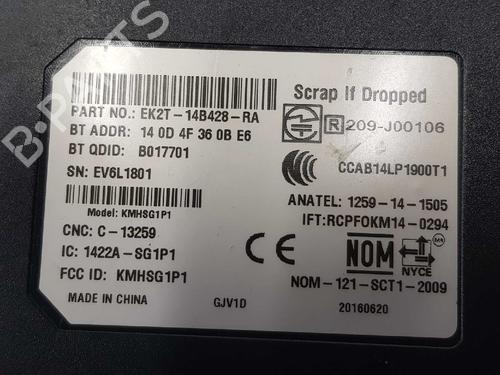 Scrap If Dropped
PART NO.: EK2T-14B428-RA
BT ADDR: 14 0D 4F 36 0B E6
BT QDID: B017701
SN: EV6L1801
Model: KMHSG1P1
CNC: C-13259
IC: 1422A-SG1P1
FCC ID: KMHSG1P1
MADE IN CHINA
GJV1D
R 209-J00106
CCAB14LP1900T1
ANATEL: 1259-14-1505
IFT:RCPFOKM14-0294
CE
NOM
NYCE
NOM-121-SCT1-2009
20160620
B-PARTS